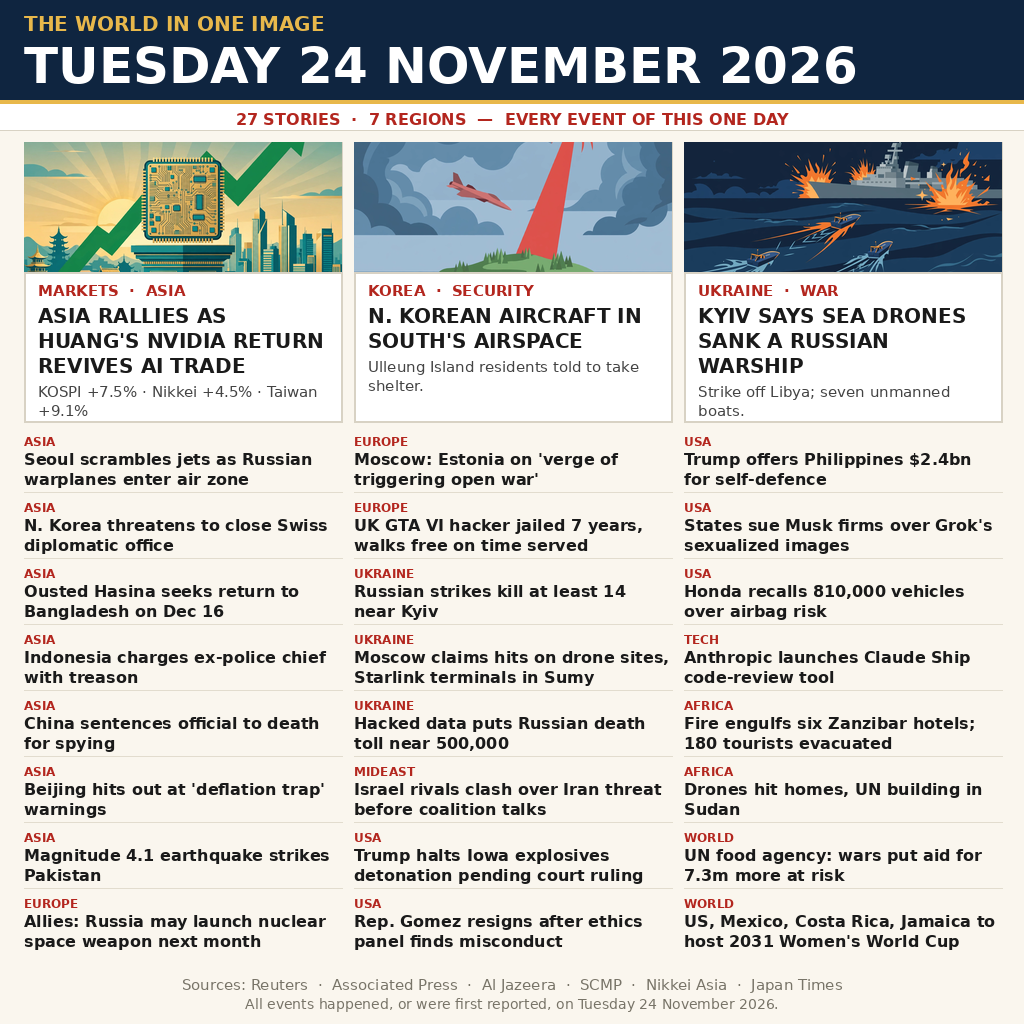 THE WORLD IN ONE IMAGE
TUESDAY 24 NOVEMBER 2026
27 STORIES · 7 REGIONS — EVERY EVENT OF THIS ONE DAY
MARKETS · ASIA
ASIA RALLIES AS
HUANG'S NVIDIA RETURN
REVIVES AI TRADE
KOSPI +7.5% · Nikkei +4.5% · Taiwan
+9.1%
KOREA · SECURITY
N. KOREAN AIRCRAFT IN
SOUTH'S AIRSPACE
Ulleung Island residents told to take
shelter.
UKRAINE · WAR
KYIV SAYS SEA DRONES
SANK A RUSSIAN
WARSHIP
Strike off Libya; seven unmanned
boats.
ASIA
Seoul scrambles jets as Russian
warplanes enter air zone
ASIA
N. Korea threatens to close Swiss
diplomatic office
ASIA
Ousted Hasina seeks return to
Bangladesh on Dec 16
ASIA
Indonesia charges ex-police chief
with treason
ASIA
China sentences official to death
for spying
ASIA
Beijing hits out at 'deflation trap'
warnings
ASIA
Magnitude 4.1 earthquake strikes
Pakistan
EUROPE
Allies: Russia may launch nuclear
space weapon next month
EUROPE
Moscow: Estonia on 'verge of
triggering open war'
EUROPE
UK GTA VI hacker jailed 7 years,
walks free on time served
UKRAINE
Russian strikes kill at least 14
near Kyiv
UKRAINE
Moscow claims hits on drone sites,
Starlink terminals in Sumy
UKRAINE
Hacked data puts Russian death
toll near 500,000
MIDEAST
Israel rivals clash over Iran threat
before coalition talks
USA
Trump halts Iowa explosives
detonation pending court ruling
USA
Rep. Gomez resigns after ethics
panel finds misconduct
USA
Trump offers Philippines $2.4bn
for self-defence
USA
States sue Musk firms over Grok's
sexualized images
USA
Honda recalls 810,000 vehicles
over airbag risk
TECH
Anthropic launches Claude Ship
code-review tool
AFRICA
Fire engulfs six Zanzibar hotels;
180 tourists evacuated
AFRICA
Drones hit homes, UN building in
Sudan
WORLD
UN food agency: wars put aid for
7.3m more at risk
WORLD
US, Mexico, Costa Rica, Jamaica to
host 2031 Women's World Cup
Sources: Reuters · Associated Press · Al Jazeera · SCMP · Nikkei Asia · Japan Times
All events happened, or were first reported, on Tuesday 24 November 2026.